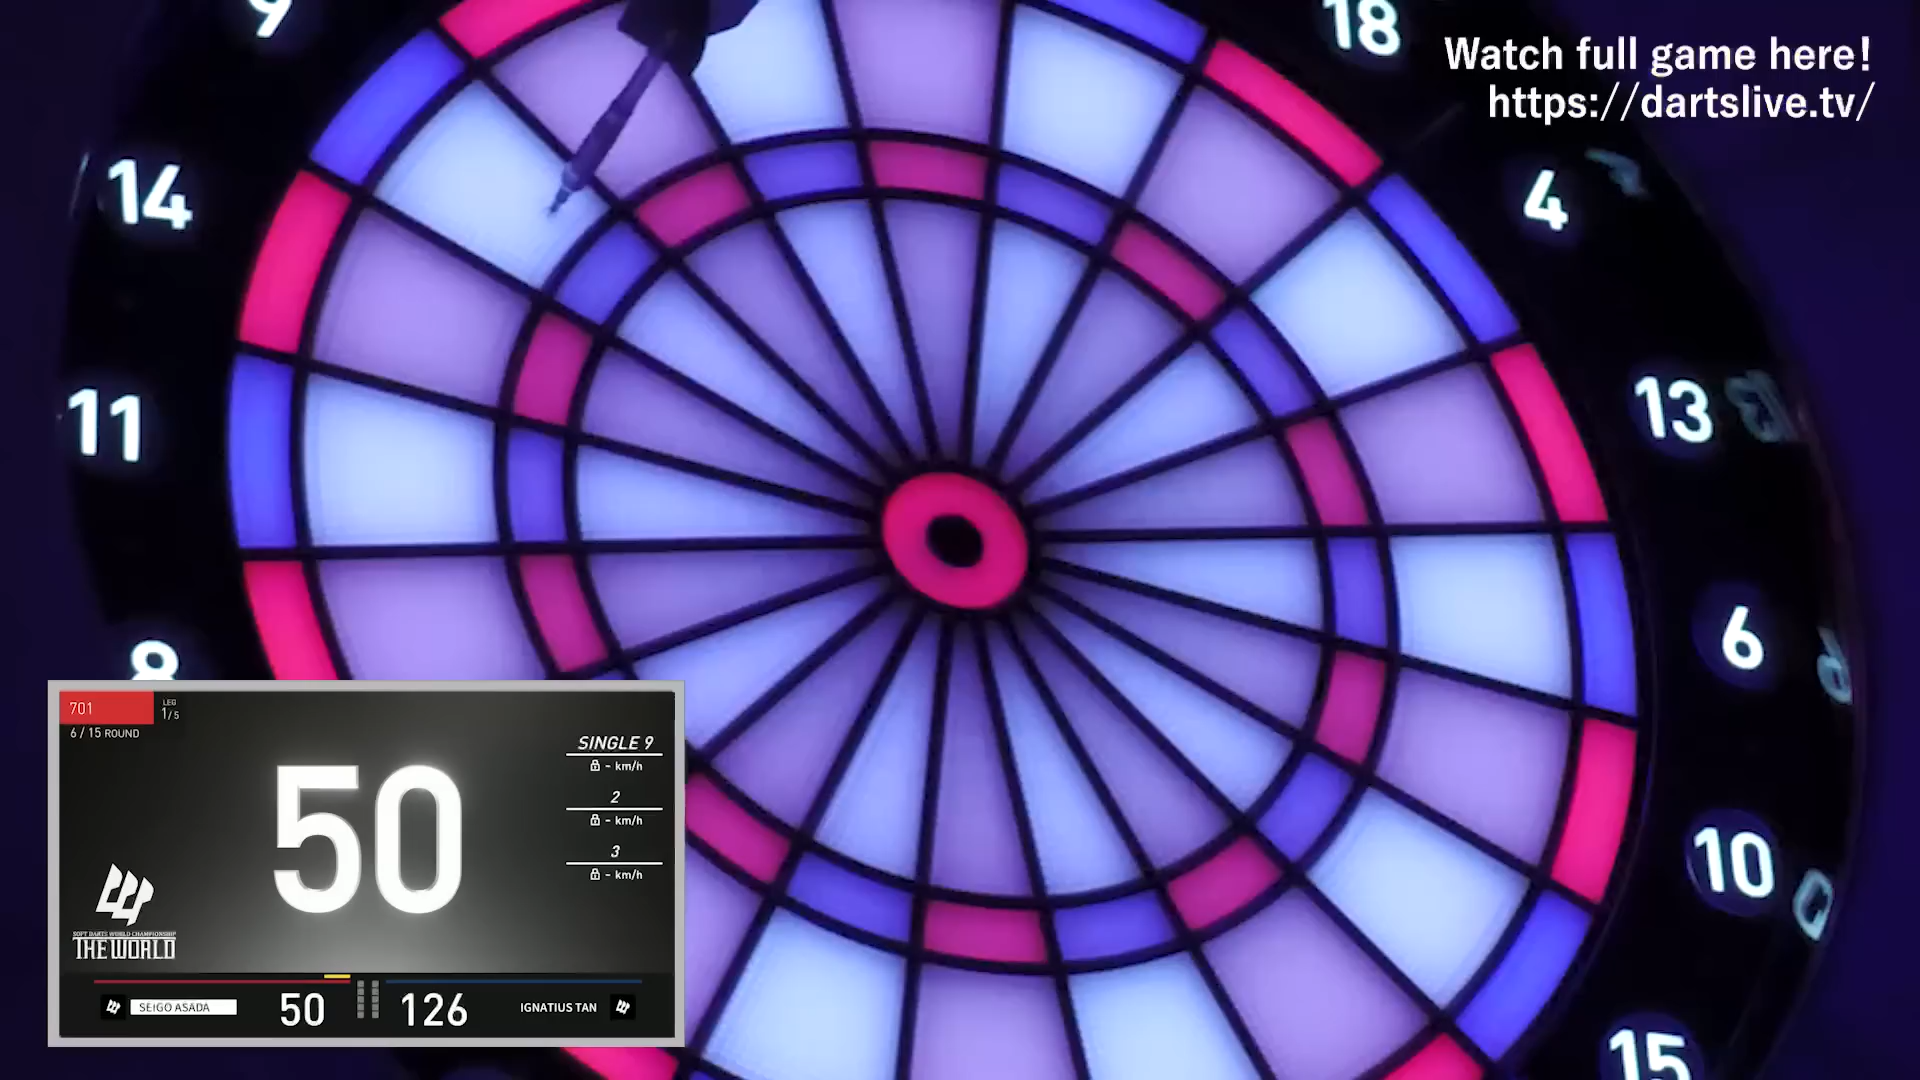 9
18
Watch full game here!
https://dartslive.tv/
14
4
11
13
6
8
10
15
701
LEG
1/5
6 / 15 ROUND
50
SINGLE 9
- km/h
2
- km/h
3
- km/h
SOFT DARTS WORLD CHAMPIONSHIP
THE WORLD
SEIGO ASADA
50
126
IGNATIUS TAN